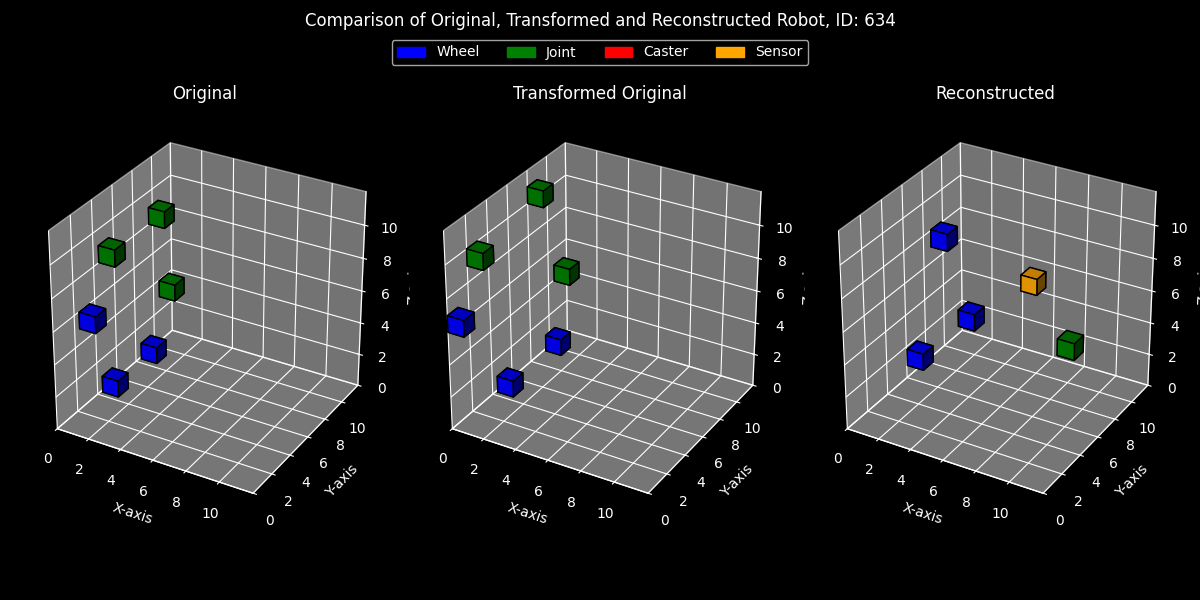 Comparison of Original, Transformed and Reconstructed Robot, ID: 634
Wheel Joint Caster Sensor
Original Transformed Original Reconstructed
10 10 10
8 8 8
6 6 6
4 4 4
2 2 2
0 0 0
10 10 10
8 8 8
6 6 6
4 4 4
2 2 2
0 0 0
0 2 4 6 8 10 0 2 4 6 8 10 0 2 4 6 8 10
X-axis Y-axis X-axis Y-axis X-axis Y-axis